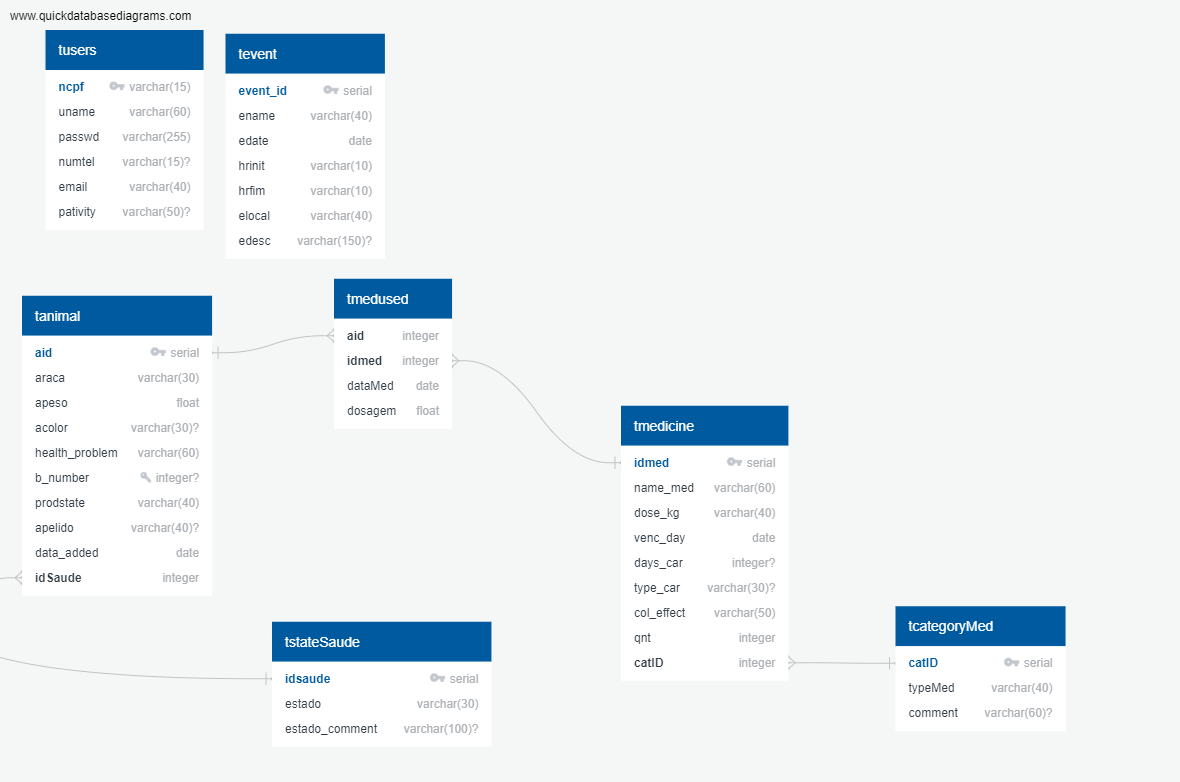 www.quickdatabasediagrams.com
tusers
ncpf varchar(15)
uname varchar(60)
passwd varchar(255)
numtel varchar(15)?
email varchar(40)
pativity varchar(50)?
tevent
event_id serial
ename varchar(40)
edate date
hrinit varchar(10)
hrfim varchar(10)
elocal varchar(40)
edesc varchar(150)?
tmedused
aid integer
idmed integer
dataMed date
dosagem float
tanimal
aid serial
araca varchar(30)
apeso float
acolor varchar(30)?
health_problem varchar(60)
b_number integer?
prodstate varchar(40)
apelido varchar(40)?
data_added date
idSaude integer
tmedicine
idmed serial
name_med varchar(60)
dose_kg varchar(40)
venc_day date
days_car integer?
type_car varchar(30)?
col_effect varchar(50)
qnt integer
catID integer
tstateSaude
idsaude serial
estado varchar(30)
estado_comment varchar(100)?
tcategoryMed
catID serial
typeMed varchar(40)
comment varchar(60)?